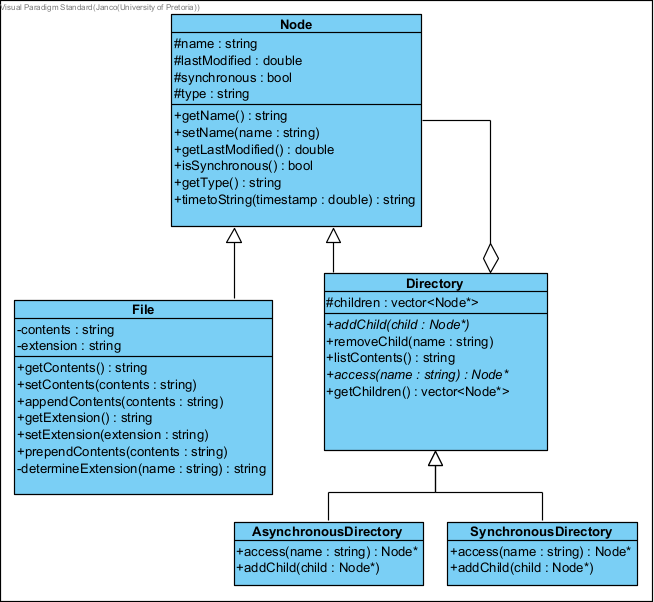 Visual Paradigm Standard(Janco(University of Pretoria))
Node
#name : string
#lastModified : double
#synchronous : bool
#type : string
+getName() : string
+setName(name : string)
+getLastModified() : double
+isSynchronous() : bool
+getType() : string
+timetoString(timestamp : double) : string
File
-contents : string
-extension : string
+getContents() : string
+setContents(contents : string)
+appendContents(contents : string)
+getExtension() : string
+setExtension(extension : string)
+prependContents(contents : string)
-determineExtension(name : string) : string
Directory
#children : vector<Node*>
+addChild(child : Node*)
+removeChild(name : string)
+listContents() : string
+access(name : string) : Node*
+getChildren() : vector<Node*>
AsynchronousDirectory
+access(name : string) : Node*
+addChild(child : Node*)
SynchronousDirectory
+access(name : string) : Node*
+addChild(child : Node*)